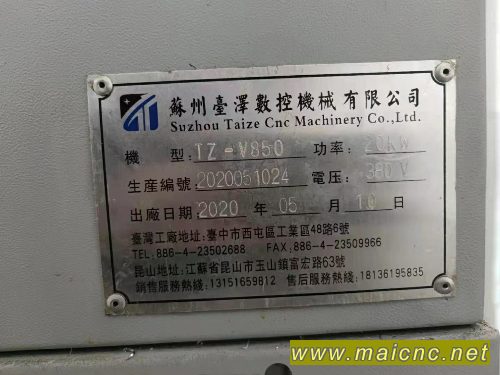 蘇州臺澤數控機械有限公司
Suzhou Taize Cnc Machinery Co.,Ltd.
機 型: TZ-V850 功率: 20KW
生産編號: 2020051024 電壓: 380V
出廠日期: 2020 年 05 月 10 日
臺灣工廠地址:臺中市西屯區工業區48路6號
TEL.886-4-23502688 FAX.886-4-23509966
昆山地址:江蘇省昆山市玉山鎮富宏路63號
銷售服務熱綫:13151659812 售后服務熱綫:18136195835
www.maicnc.net